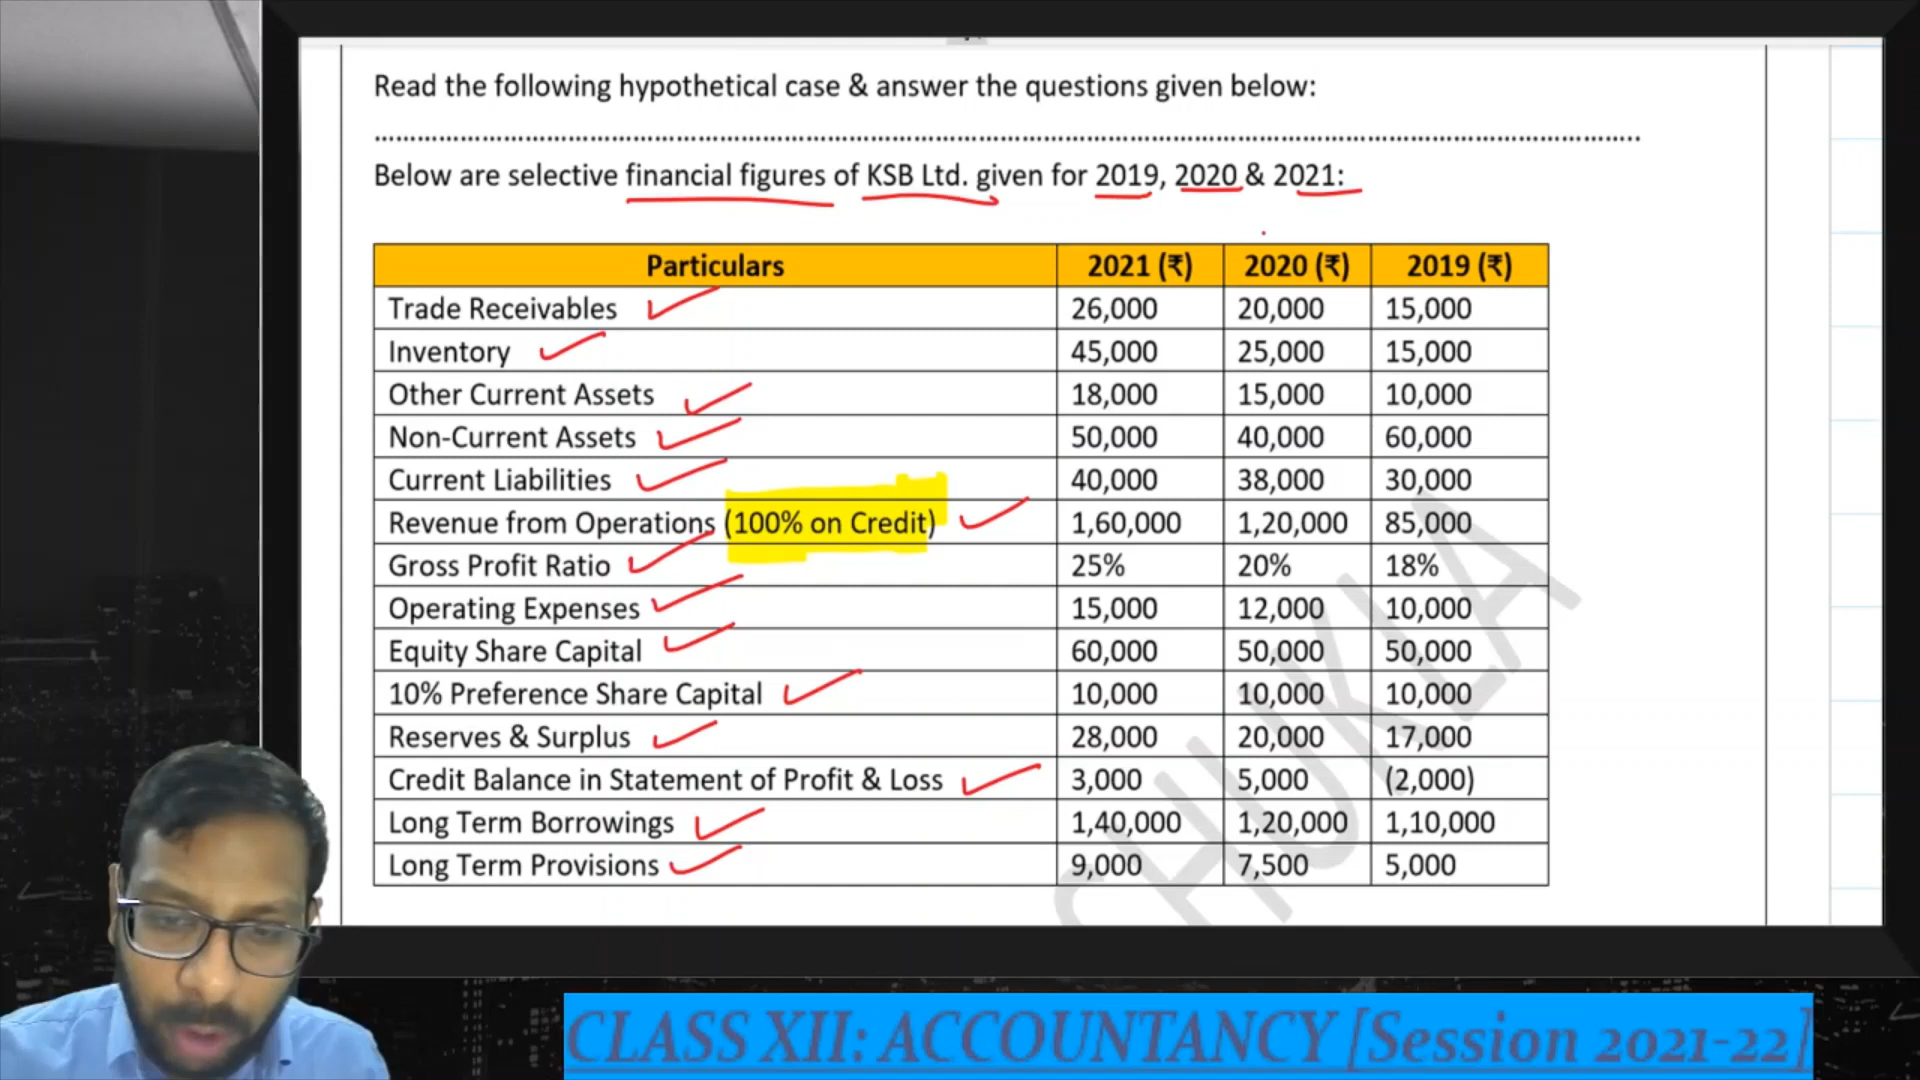 Read the following hypothetical case & answer the questions given below:
Below are selective financial figures of KSB Ltd. given for 2019, 2020 & 2021:
Particulars 2021 (₹) 2020 (₹) 2019 (₹)
Trade Receivables 26,000 20,000 15,000
Inventory 45,000 25,000 15,000
Other Current Assets 18,000 15,000 10,000
Non-Current Assets 50,000 40,000 60,000
Current Liabilities 40,000 38,000 30,000
Revenue from Operations (100% on Credit) 1,60,000 1,20,000 85,000
Gross Profit Ratio 25% 20% 18%
Operating Expenses 15,000 12,000 10,000
Equity Share Capital 60,000 50,000 50,000
10% Preference Share Capital 10,000 10,000 10,000
Reserves & Surplus 28,000 20,000 17,000
Credit Balance in Statement of Profit & Loss 3,000 5,000 (2,000)
Long Term Borrowings 1,40,000 1,20,000 1,10,000
Long Term Provisions 9,000 7,500 5,000
SHUKLA
CLASS XII: ACCOUNTANCY [Session 2021-22]